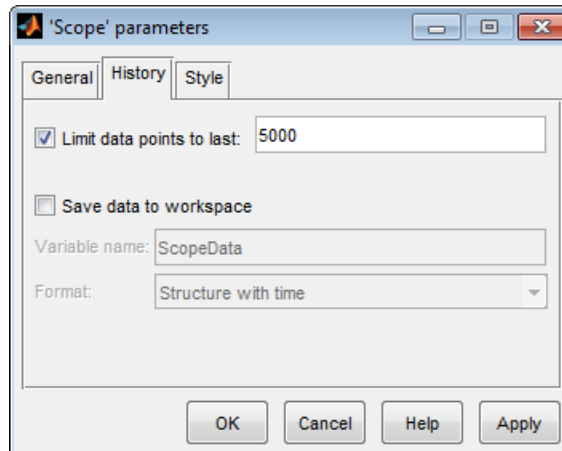 'Scope' parameters
General History Style
Limit data points to last: 5000
Save data to workspace
Variable name: ScopeData
Format: Structure with time
OK Cancel Help Apply